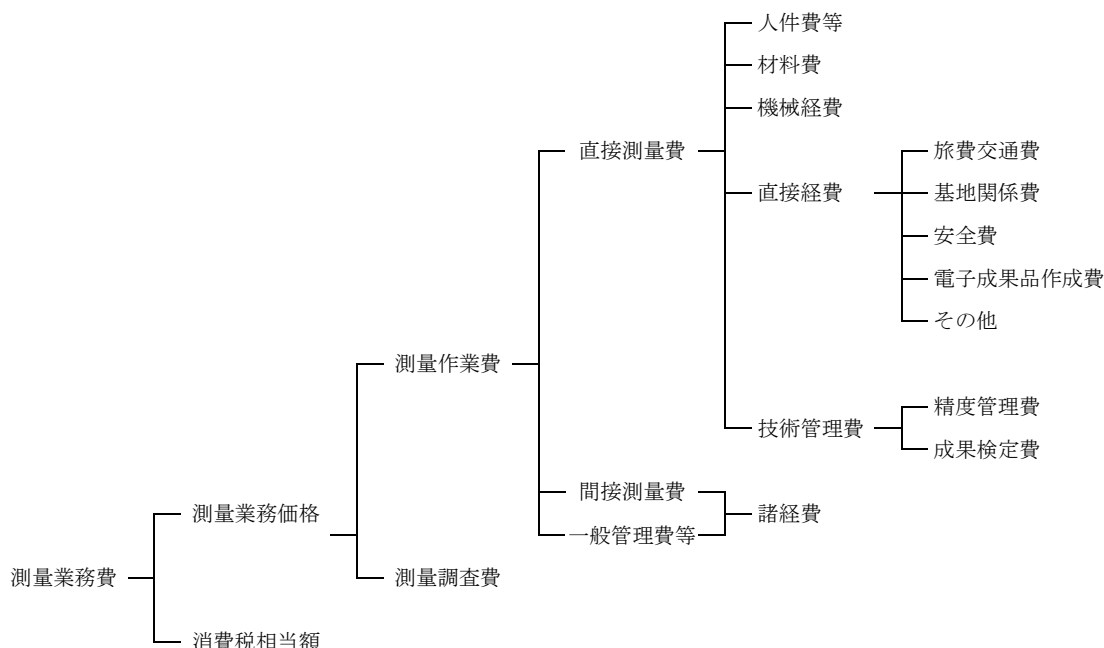 人件費等
材料費
機械経費
直接測量費
旅費交通費
直接経費
基地関係費
安全費
電子成果品作成費
その他
測量作業費
精度管理費
技術管理費
成果検定費
間接測量費
測量業務価格
諸経費
一般管理費等
測量業務費
測量調査費
消費税相当額